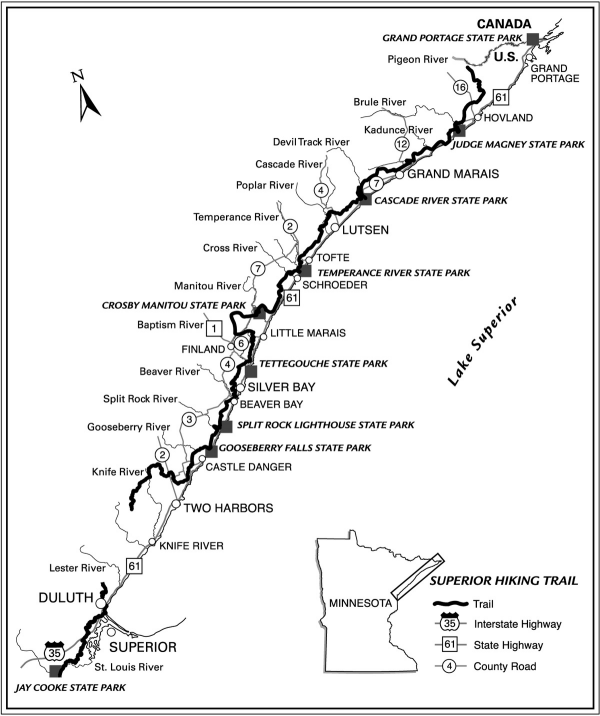 CANADA
GRAND PORTAGE STATE PARK
U.S.
Pigeon River
GRAND PORTAGE
N
16
61
Brule River
HOVLAND
Kadunce River
12
JUDGE MAGNEY STATE PARK
Devil Track River
Cascade River
GRAND MARAIS
7
Poplar River
4
CASCADE RIVER STATE PARK
Temperance River
2
LUTSEN
Cross River
TOFTE
7
TEMPERANCE RIVER STATE PARK
Manitou River
SCHROEDER
61
CROSBY MANITOU STATE PARK
Baptism River
1
LITTLE MARAIS
6
FINLAND
Lake Superior
4
TETTEGOUCHE STATE PARK
Beaver River
SILVER BAY
Split Rock River
BEAVER BAY
3
SPLIT ROCK LIGHTHOUSE STATE PARK
Gooseberry River
2
GOOSEBERRY FALLS STATE PARK
Knife River
CASTLE DANGER
TWO HARBORS
KNIFE RIVER
61
Lester River
DULUTH
SUPERIOR
35
St. Louis River
JAY COOKE STATE PARK
MINNESOTA
SUPERIOR HIKING TRAIL
Trail
35 Interstate Highway
61 State Highway
4 County Road